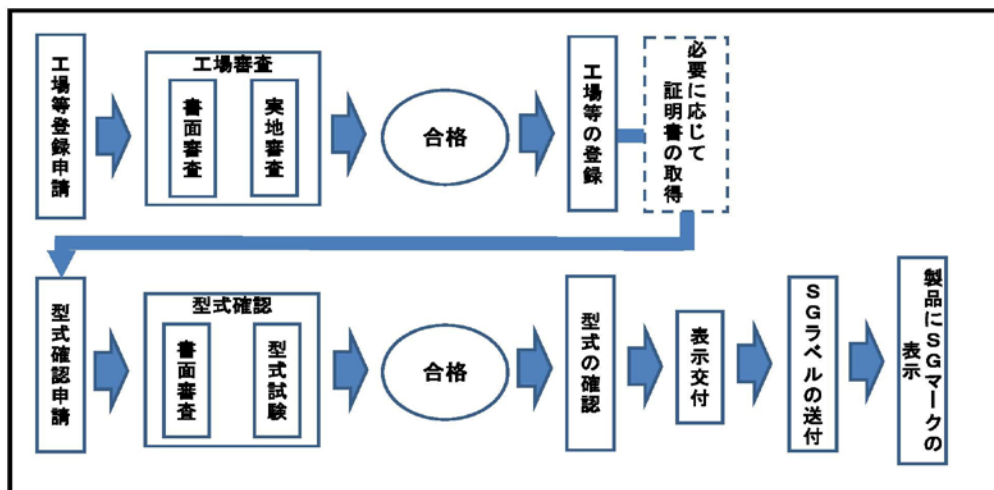 工場等登録申請
工場審査
書面審査
実地審査
合格
工場等の登録
必要に応じて
証明書の取得
型式確認申請
型式確認
書面審査
型式試験
合格
型式の確認
表示交付
SGラベルの送付
製品にSGマークの
表示